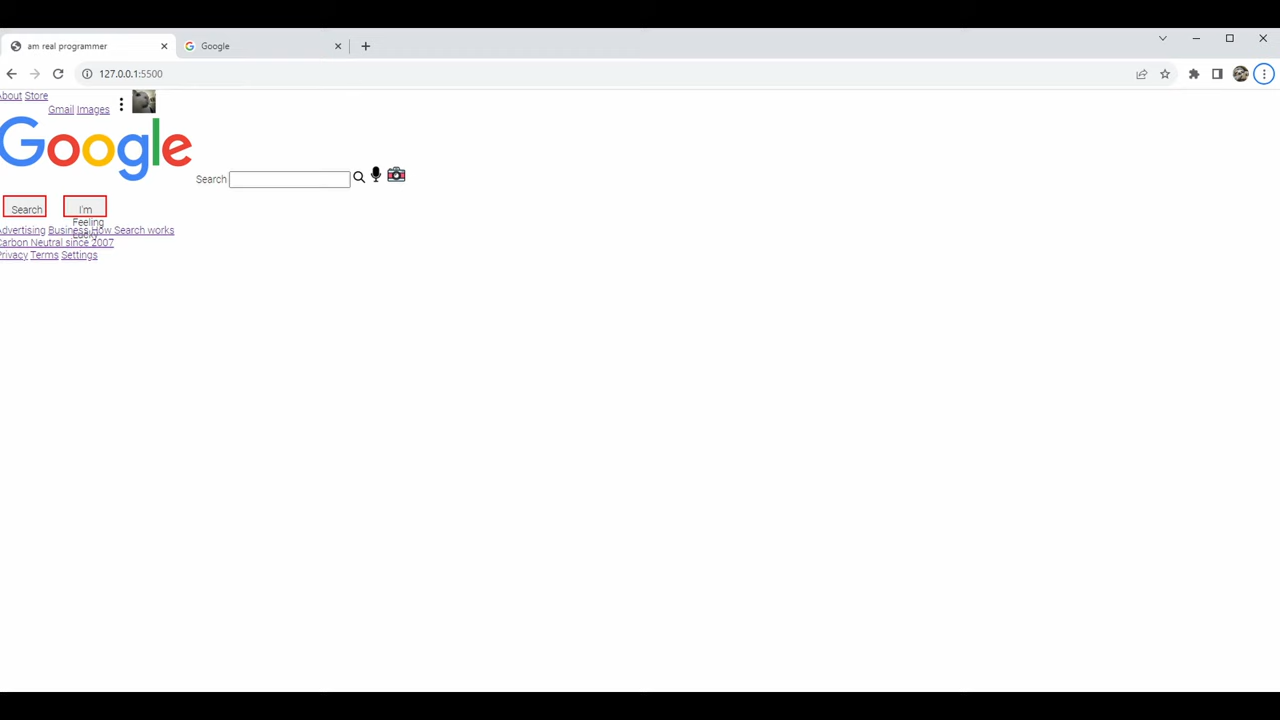 am real programmer
Google
127.0.0.1:5500
About Store
Gmail Images
Google
Search
Search
I'm
Feeling
Lucky
Advertising Business How Search works
Carbon Neutral since 2007
Privacy Terms Settings